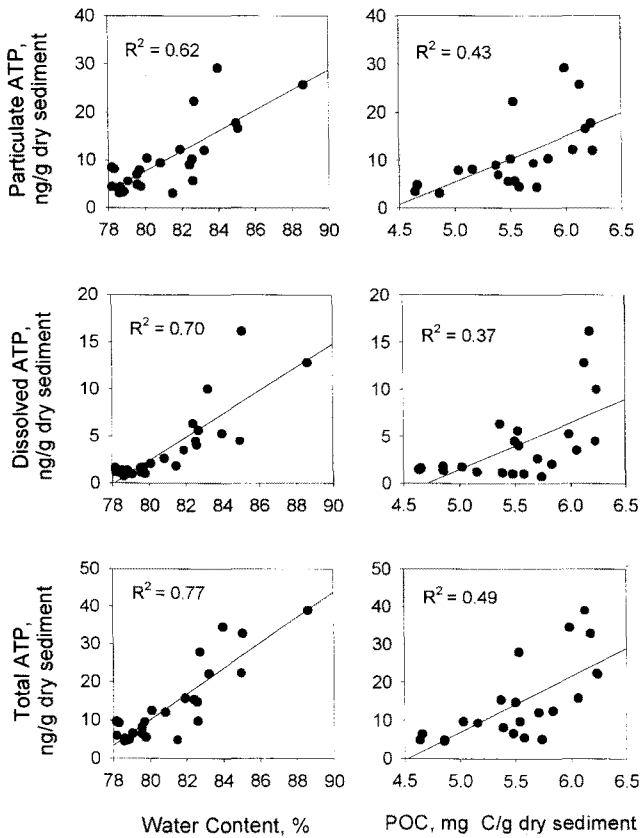 Particulate ATP,
ng/g dry sediment
40
30
20
10
0
R² = 0.62
78 80 82 84 86 88 90
40
30
20
10
0
R² = 0.43
4.5 5.0 5.5 6.0 6.5
Dissolved ATP,
ng/g dry sediment
20
15
10
5
0
R² = 0.70
78 80 82 84 86 88 90
20
15
10
5
0
R² = 0.37
4.5 5.0 5.5 6.0 6.5
Total ATP,
ng/g dry sediment
50
40
30
20
10
0
R² = 0.77
78 80 82 84 86 88 90
Water Content, %
50
40
30
20
10
0
R² = 0.49
4.5 5.0 5.5 6.0 6.5
POC, mg C/g dry sediment